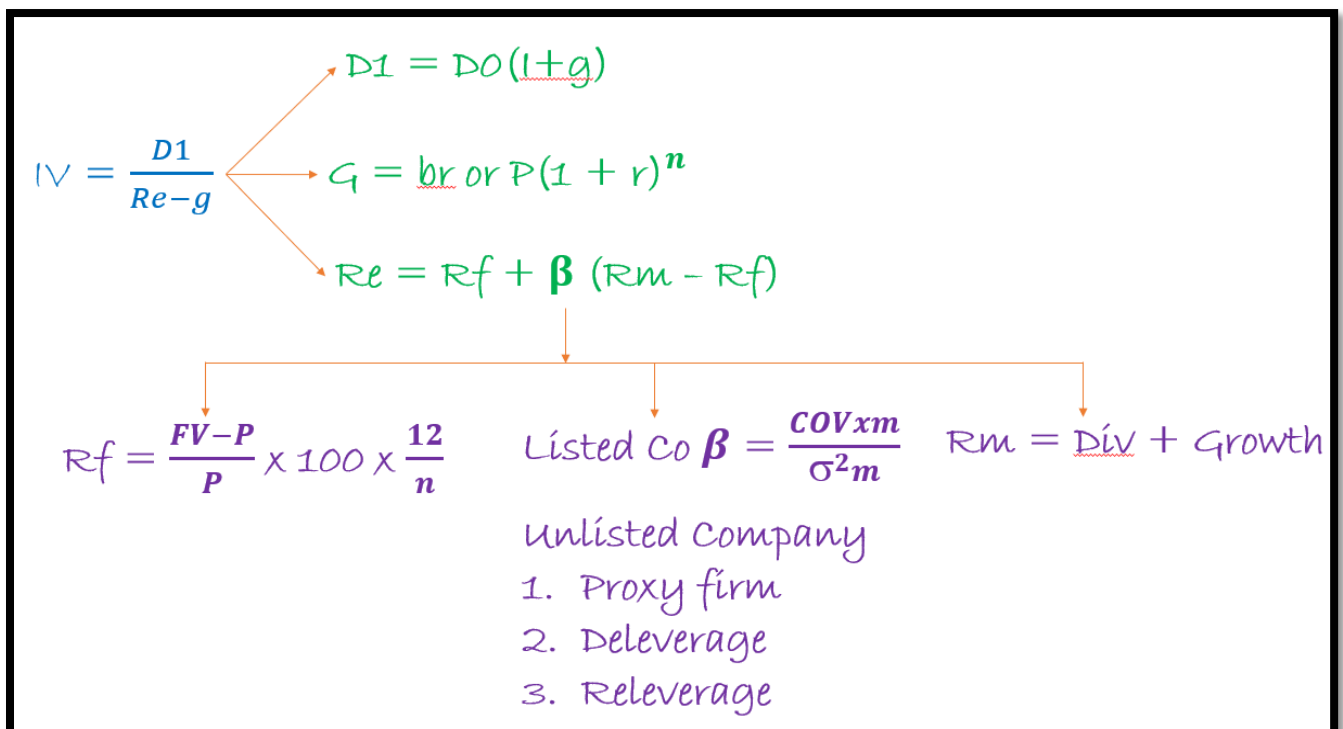 D1 = D0(1+g)
IV = D1/Re−g
G = br or P(1 + r)^n
Re = Rf + β (Rm – Rf)
Rf = FV−P/P x 100 x 12/n
Listed Co β = COVxm/σ²m
Rm = Div + Growth
Unlisted Company
1. Proxy firm
2. Deleverage
3. Releverage